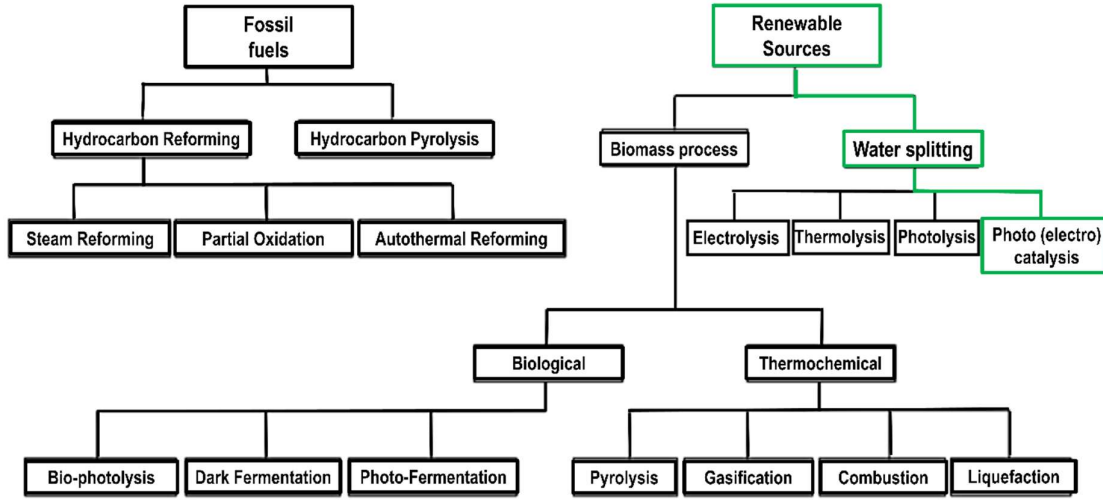 Fossil
fuels
Renewable
Sources
Hydrocarbon Reforming
Hydrocarbon Pyrolysis
Biomass process
Water splitting
Steam Reforming
Partial Oxidation
Autothermal Reforming
Electrolysis
Thermolysis
Photolysis
Photo (electro)
catalysis
Biological
Thermochemical
Bio-photolysis
Dark Fermentation
Photo-Fermentation
Pyrolysis
Gasification
Combustion
Liquefaction